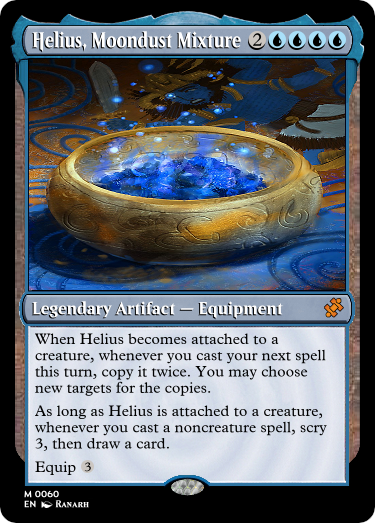 Helius, Moondust Mixture 2
Legendary Artifact — Equipment
When Helius becomes attached to a
creature, whenever you cast your next spell
this turn, copy it twice. You may choose
new targets for the copies.
As long as Helius is attached to a creature,
whenever you cast a noncreature spell, scry
3, then draw a card.
Equip 3
M 0060
EN Ranarh